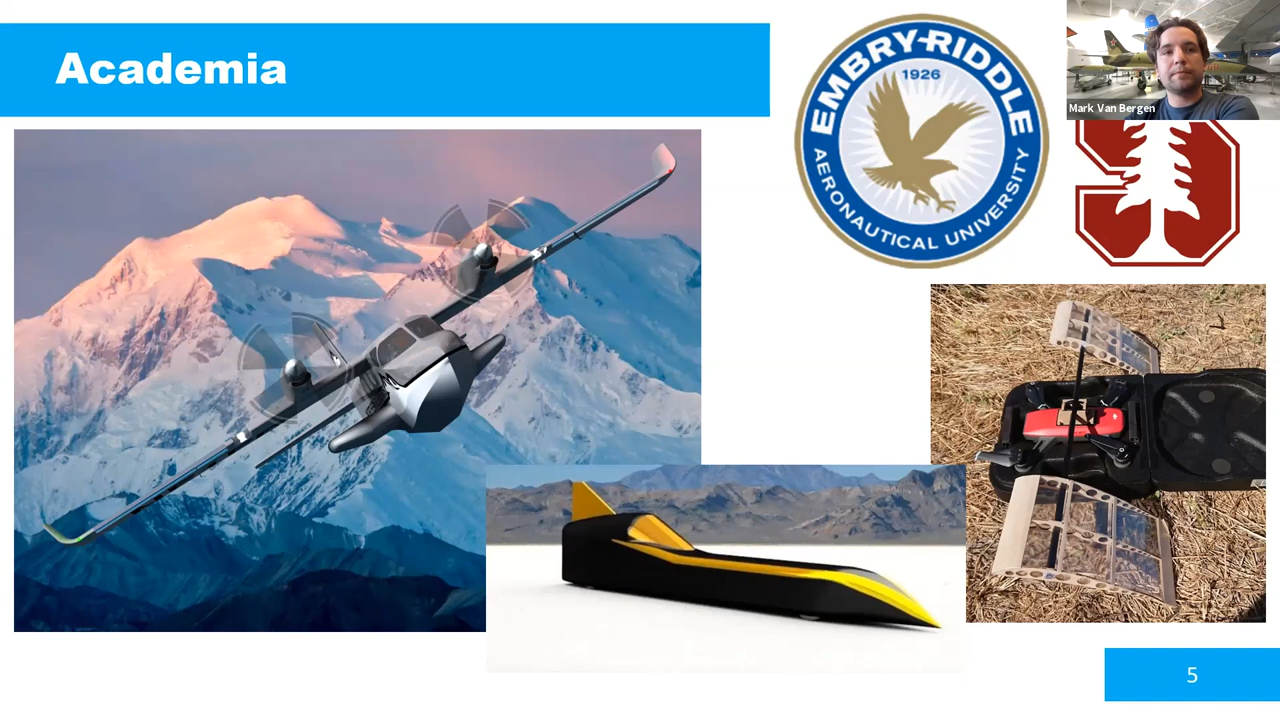 Academia
EMBRY-RIDDLE
1926
AERONAUTICAL UNIVERSITY
Mark Van Bergen
5